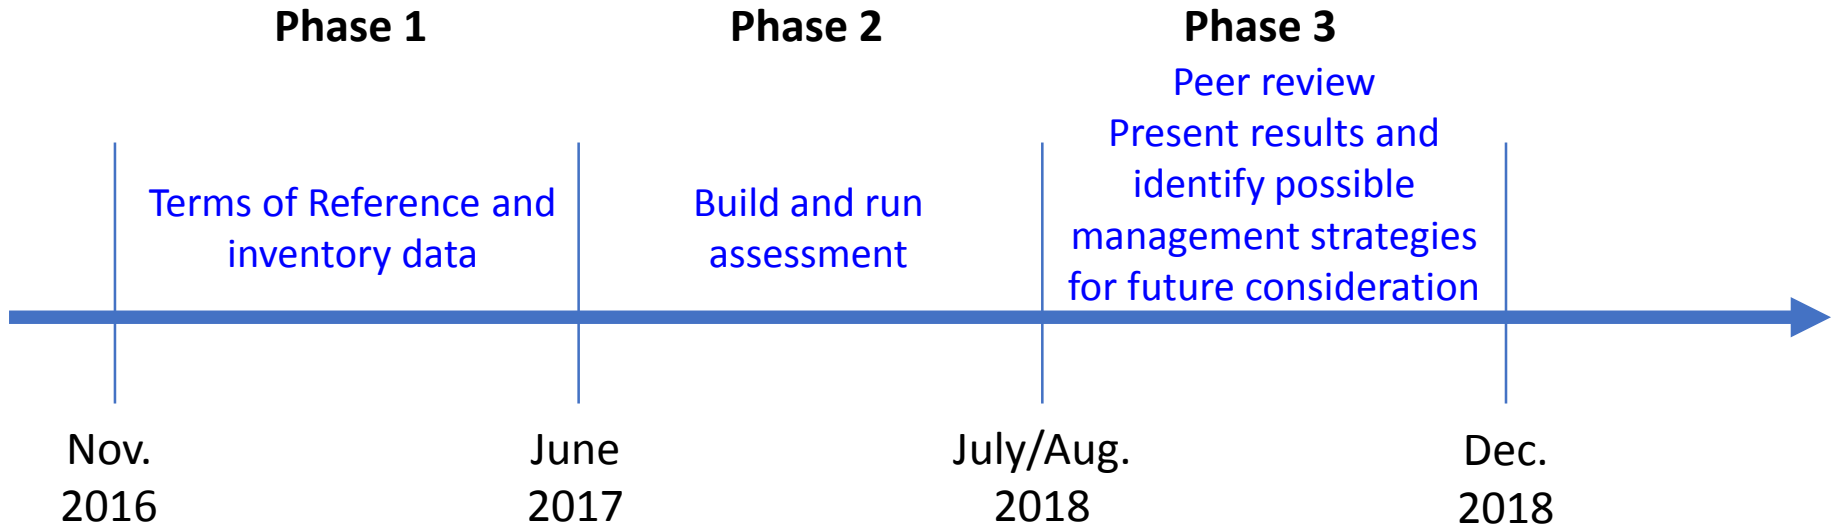 Phase 1
Phase 2
Phase 3
Terms of Reference and
inventory data
Build and run
assessment
Peer review
Present results and
identify possible
management strategies
for future consideration
Nov.
2016
June
2017
July/Aug.
2018
Dec.
2018